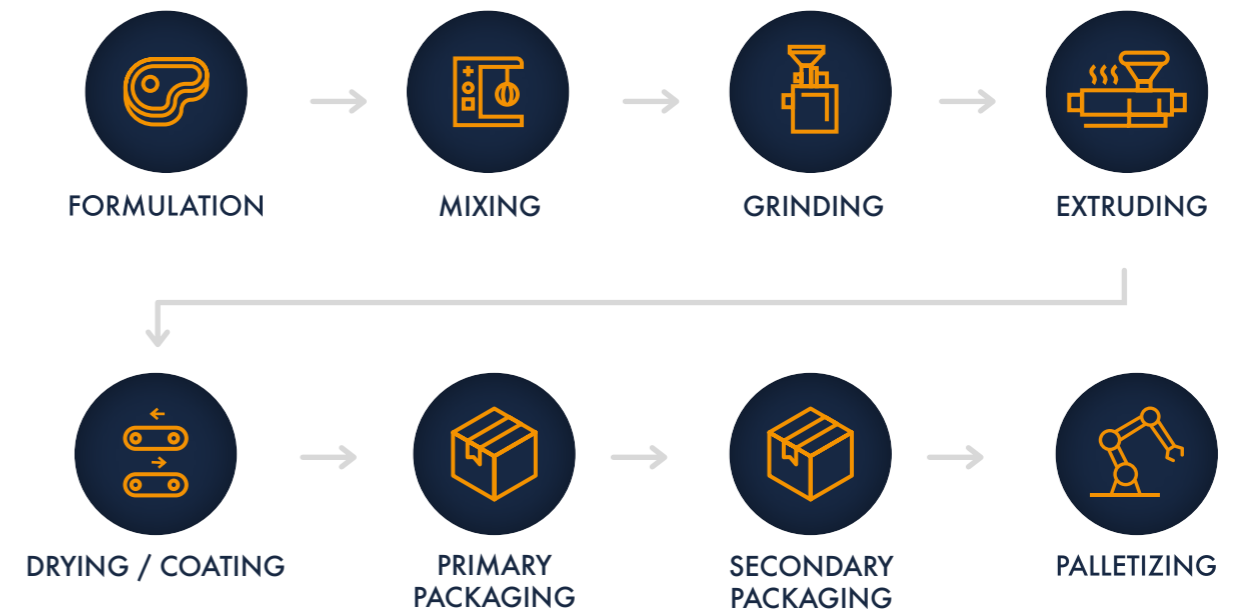 FORMULATION
MIXING
GRINDING
EXTRUDING
DRYING / COATING
PRIMARY
PACKAGING
SECONDARY
PACKAGING
PALLETIZING